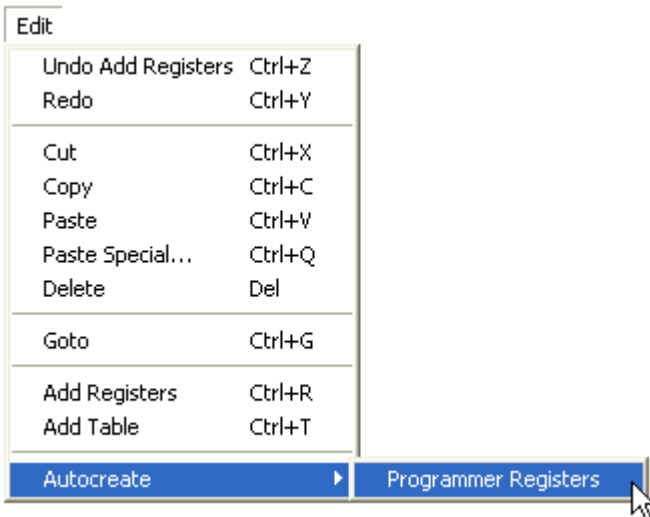 Edit
Undo Add Registers Ctrl+Z
Redo Ctrl+Y
Cut Ctrl+X
Copy Ctrl+C
Paste Ctrl+V
Paste Special... Ctrl+Q
Delete Del
Goto Ctrl+G
Add Registers Ctrl+R
Add Table Ctrl+T
Autocreate Programmer Registers